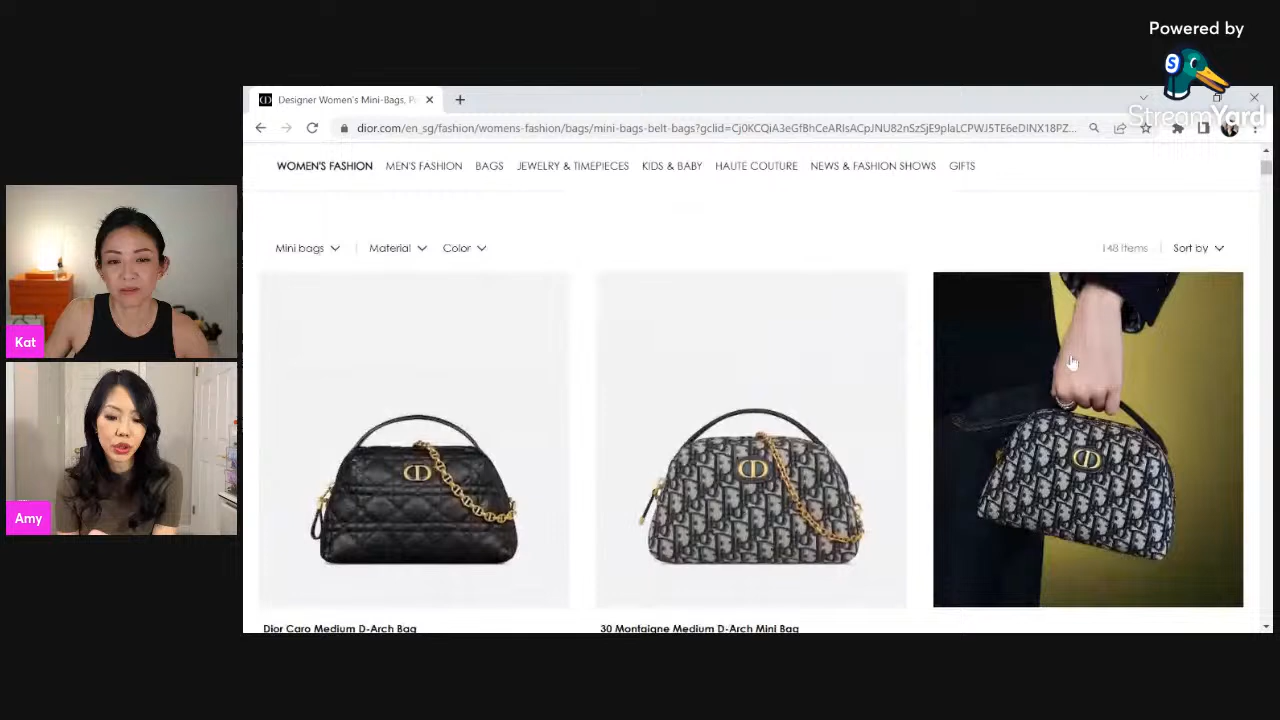 Powered by
S
StreamYard
Designer Women's Mini-Bags, P
dior.com/en_sg/fashion/womens-fashion/bags/mini-bags-belt-bags?gclid=
WOMEN'S FASHION MEN'S FASHION BAGS JEWELRY & TIMEPIECES KIDS & BABY HAUTE COUTURE NEWS & FASHION SHOWS GIFTS
Mini bags Material Color 148 Items Sort by
CD
CD
CD
Kat
Amy
Dior Caro Medium D-Arch Bag
30 Montaigne Medium D-Arch Mini Bag